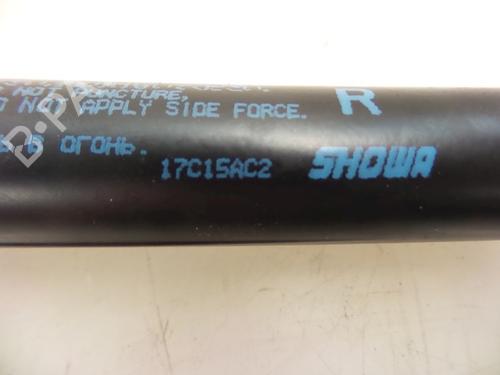 NOT PUNCTURE,
NOT APPLY SIDE FORCE.
R
В ОГОНЬ.
17C15AC2
SHOWA